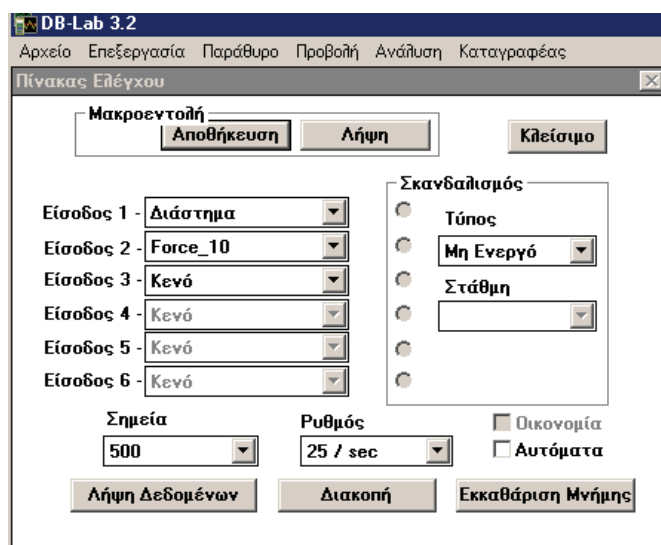 DB-Lab 3.2
Αρχείο Επεξεργασία Παράθυρο Προβολή Ανάλυση Καταγραφέας
Πίνακας Ελέγχου
Μακροεντολή
Αποθήκευση Λήψη Κλείσιμο
Σκανδαλισμός
Είσοδος 1 - Διάστημα Τύπος
Είσοδος 2 - Force_10 Μη Ενεργό
Είσοδος 3 - Κενό Στάθμη
Είσοδος 4 - Κενό
Είσοδος 5 - Κενό
Είσοδος 6 - Κενό
Σημεία Ρυθμός Οικονομία
500 25 / sec Αυτόματα
Λήψη Δεδομένων Διακοπή Εκκαθάριση Μνήμης